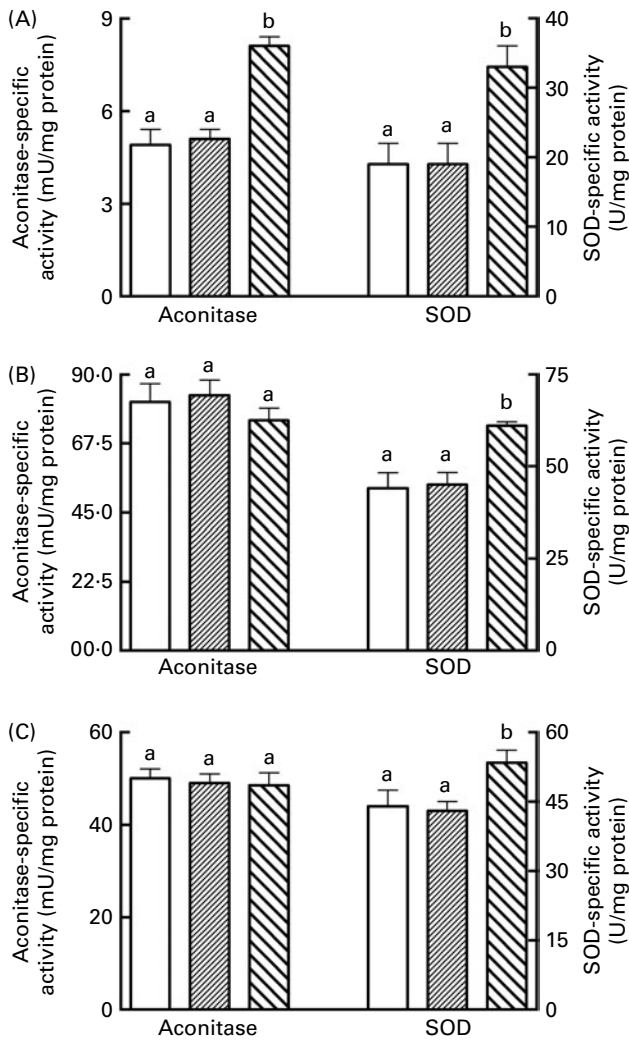 (A)
Aconitase-specific
activity (mU/mg protein)
9
6
3
0
a
a
b
a
a
b
40
30
20
10
0
SOD-specific activity
(U/mg protein)
Aconitase
SOD
(B)
Aconitase-specific
activity (mU/mg protein)
90·0
67·5
45·0
22·5
00·0
a
a
a
a
a
b
75
50
25
0
SOD-specific activity
(U/mg protein)
Aconitase
SOD
(C)
Aconitase-specific
activity (mU/mg protein)
60
40
20
0
a
a
a
a
a
b
60
45
30
15
0
SOD-specific activity
(U/mg protein)
Aconitase
SOD